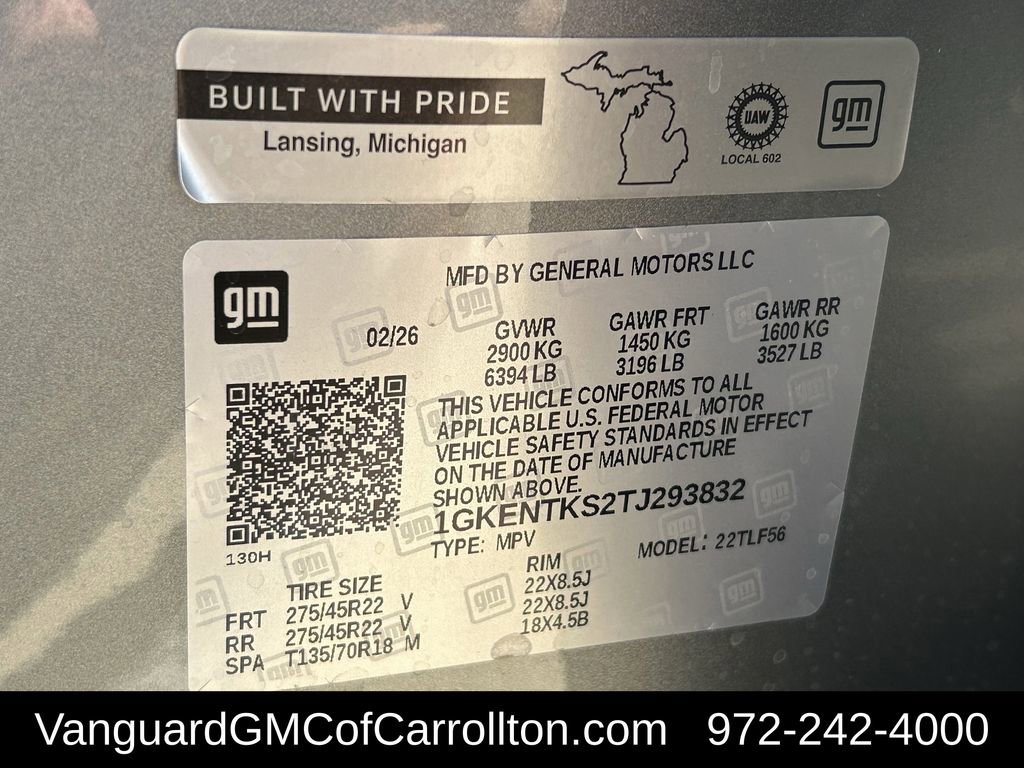 BUILT WITH PRIDE
Lansing, Michigan
UAW
LOCAL 602
gm
gm
MFD BY GENERAL MOTORS LLC
02/26
GVWR GAWR FRT GAWR RR
2900 KG 1450 KG 1600 KG
6394 LB 3196 LB 3527 LB
THIS VEHICLE CONFORMS TO ALL
APPLICABLE U.S. FEDERAL MOTOR
VEHICLE SAFETY STANDARDS IN EFFECT
ON THE DATE OF MANUFACTURE
SHOWN ABOVE.
1GKENTKS2TJ293832
TYPE: MPV MODEL: 22TLF56
130H
TIRE SIZE RIM
FRT 275/45R22 V 22X8.5J
RR 275/45R22 V 22X8.5J
SPA T135/70R18 M 18X4.5B
VanguardGMCofCarrollton.com 972-242-4000